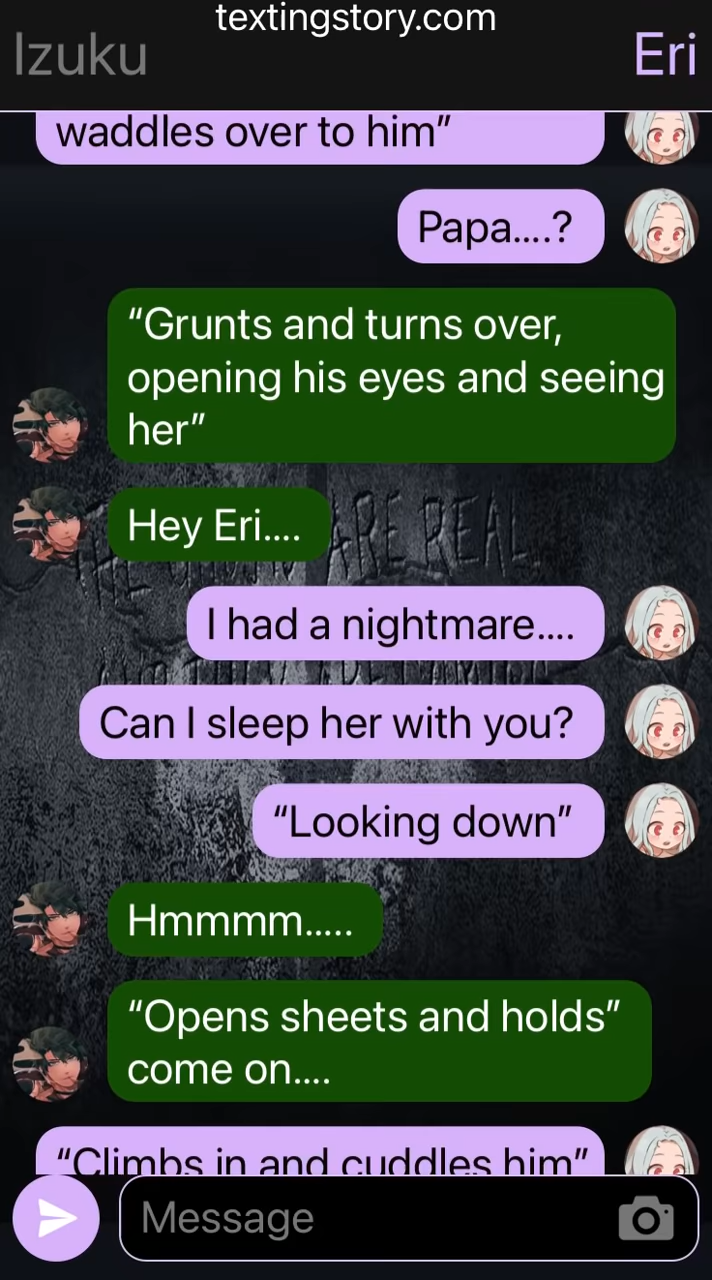 textingstory.com
Izuku
Eri
waddles over to him”
Papa....?
“Grunts and turns over,
opening his eyes and seeing
her”
Hey Eri....
ARE REAL
I had a nightmare....
Can I sleep her with you?
“Looking down”
Hmmmm.....
“Opens sheets and holds”
come on....
“Climbs in and cuddles him”
Message